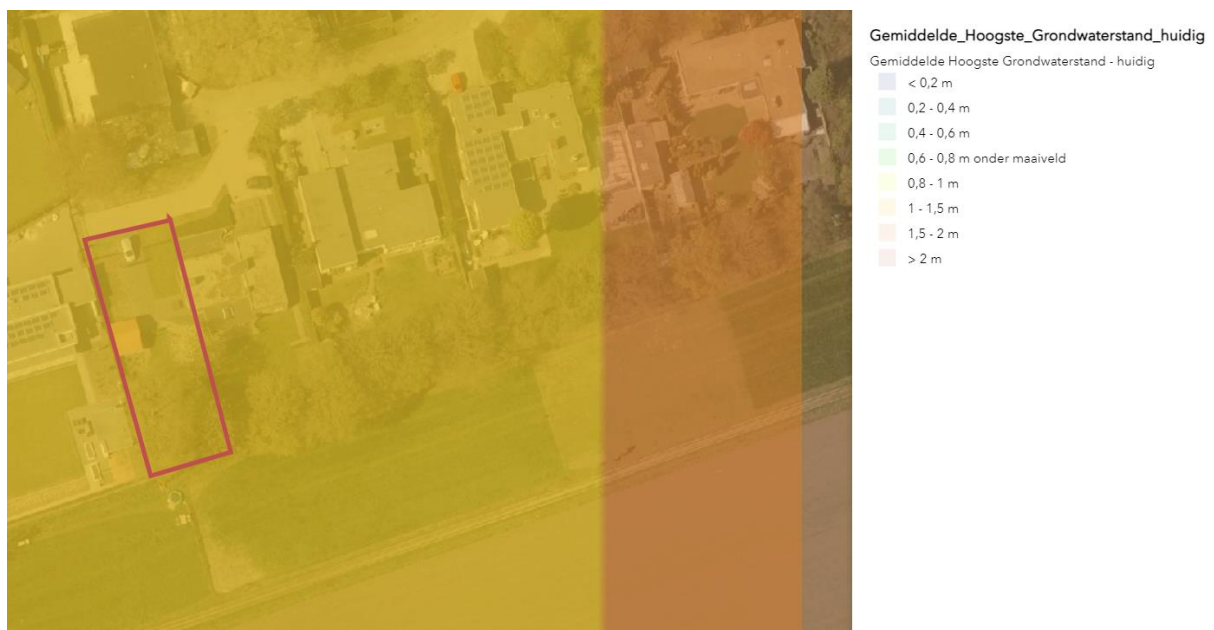 Gemiddelde_Hoogste_Grondwaterstand_huidig
Gemiddelde Hoogste Grondwaterstand - huidig
< 0,2 m
0,2 - 0,4 m
0,4 - 0,6 m
0,6 - 0,8 m onder maaiveld
0,8 - 1 m
1 - 1,5 m
1,5 - 2 m
> 2 m